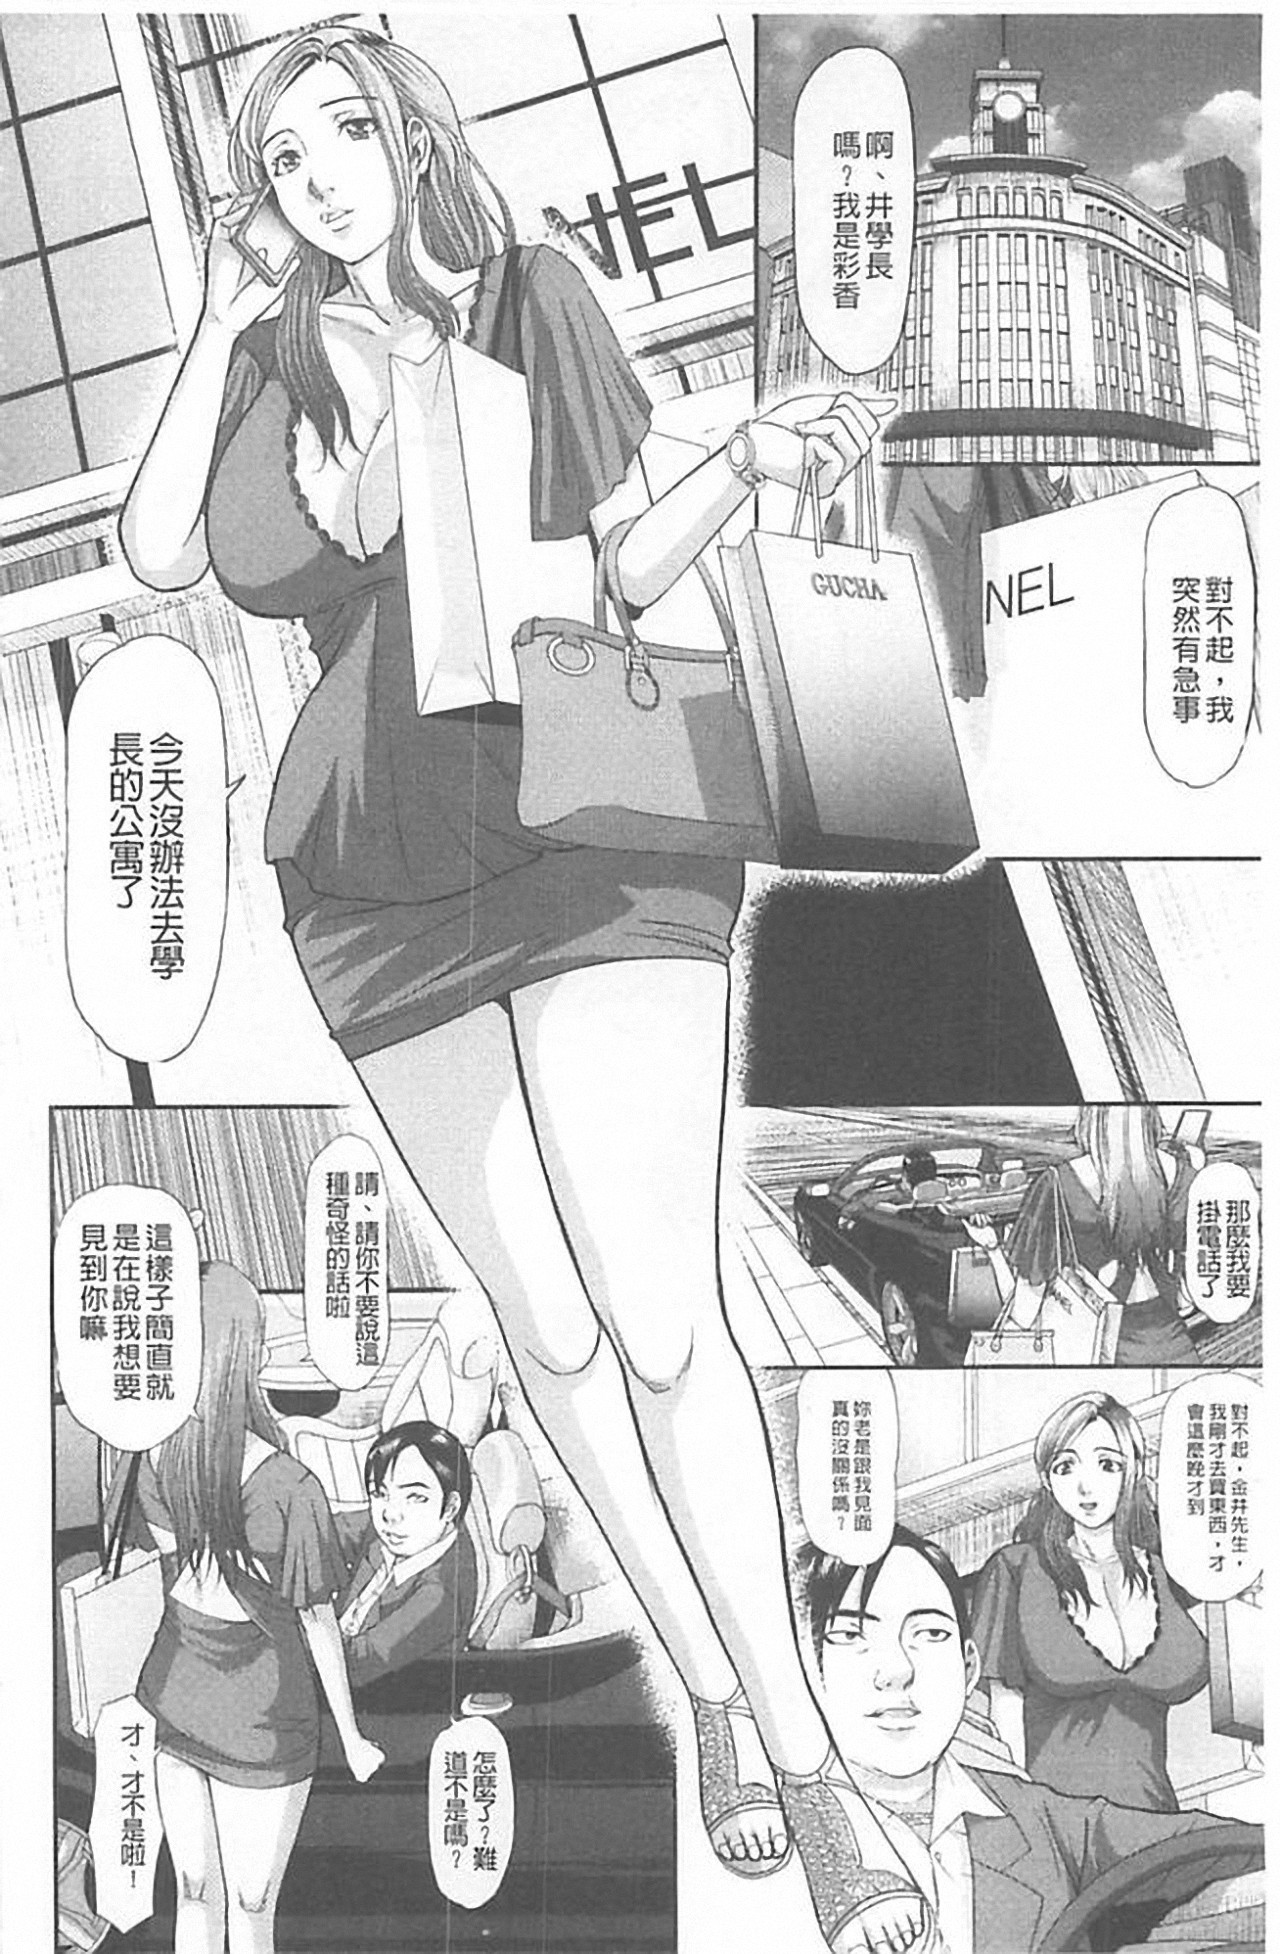 啊、井學長
嗎？我是彩香
對不起，我
突然有急事
NEL
GUCHA
NEL
今天沒辦法去學
長的公寓了
那麼我要
掛電話了
NEL
對不起，金井先生，
我剛才去買東西，才
會這麼晚才到
妳老是跟我見面
真的沒關係嗎？
請、請你不要說這
種奇怪的話啦
這樣子簡直就
是在說我想要
見到你嘛
怎麼了？難
道不是嗎？
才、才不是啦！